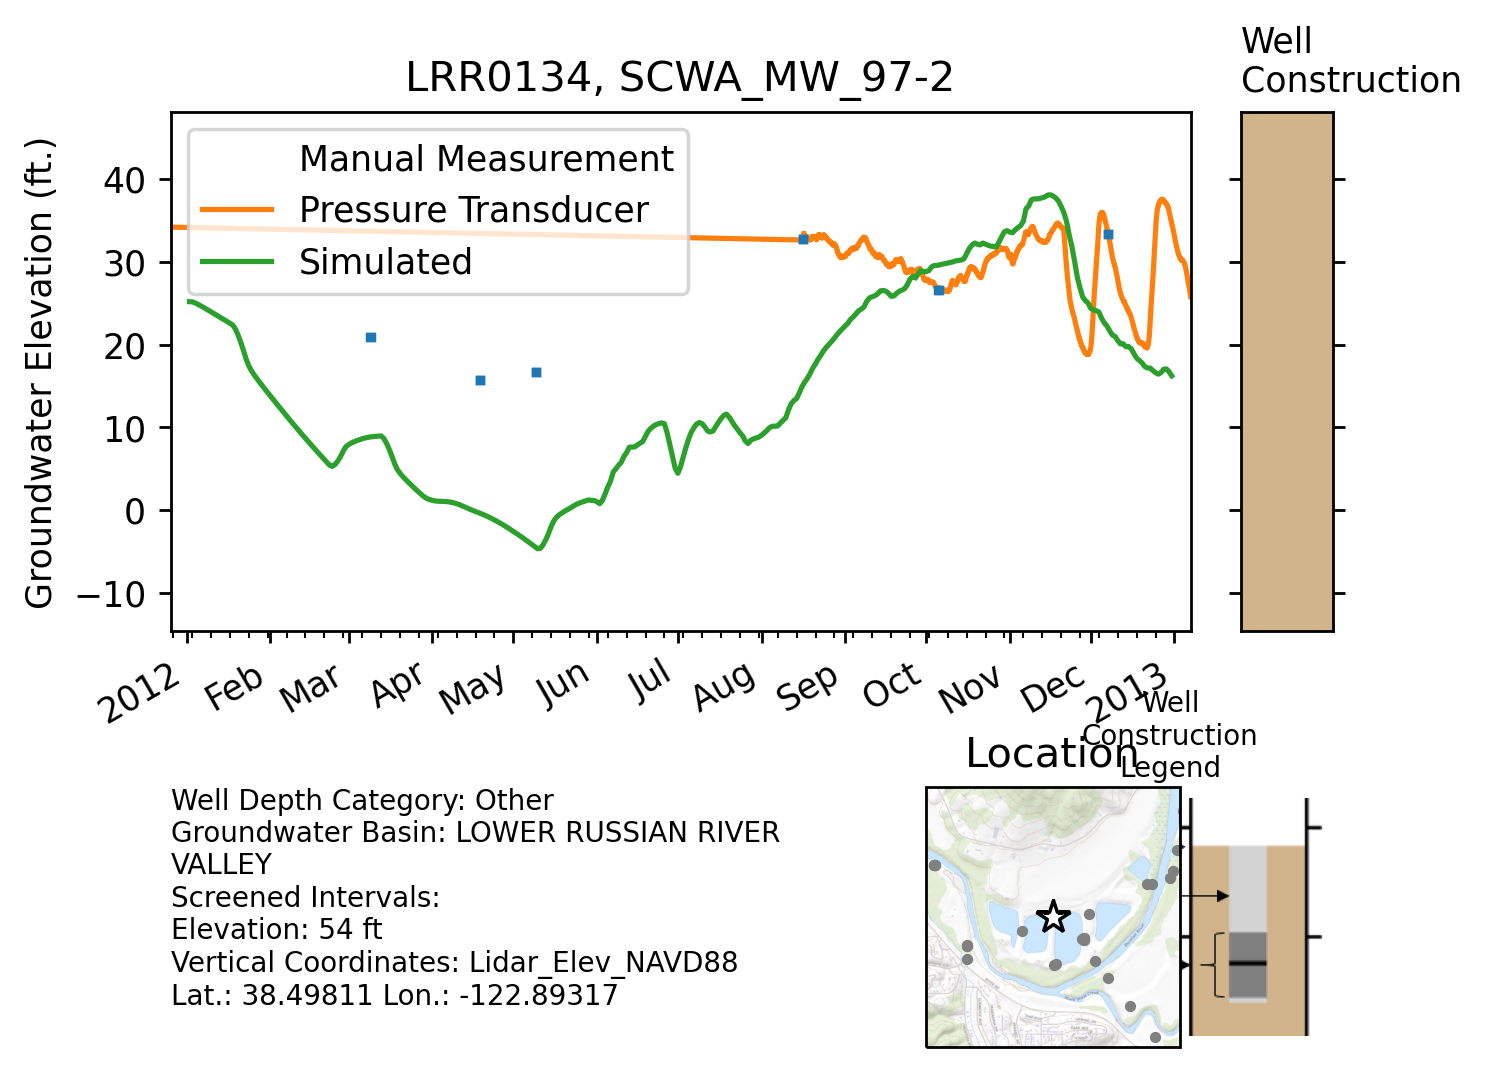 Well
Construction
LRR0134, SCWA_MW_97-2
Groundwater Elevation (ft.)
40
30
20
10
0
−10
Manual Measurement
Pressure Transducer
Simulated
2012
Feb
Mar
Apr
May
Jun
Jul
Aug
Sep
Oct
Nov
Dec
2013
Well
Construction
Legend
Location
Well Depth Category: Other
Groundwater Basin: LOWER RUSSIAN RIVER
VALLEY
Screened Intervals:
Elevation: 54 ft
Vertical Coordinates: Lidar_Elev_NAVD88
Lat.: 38.49811 Lon.: -122.89317